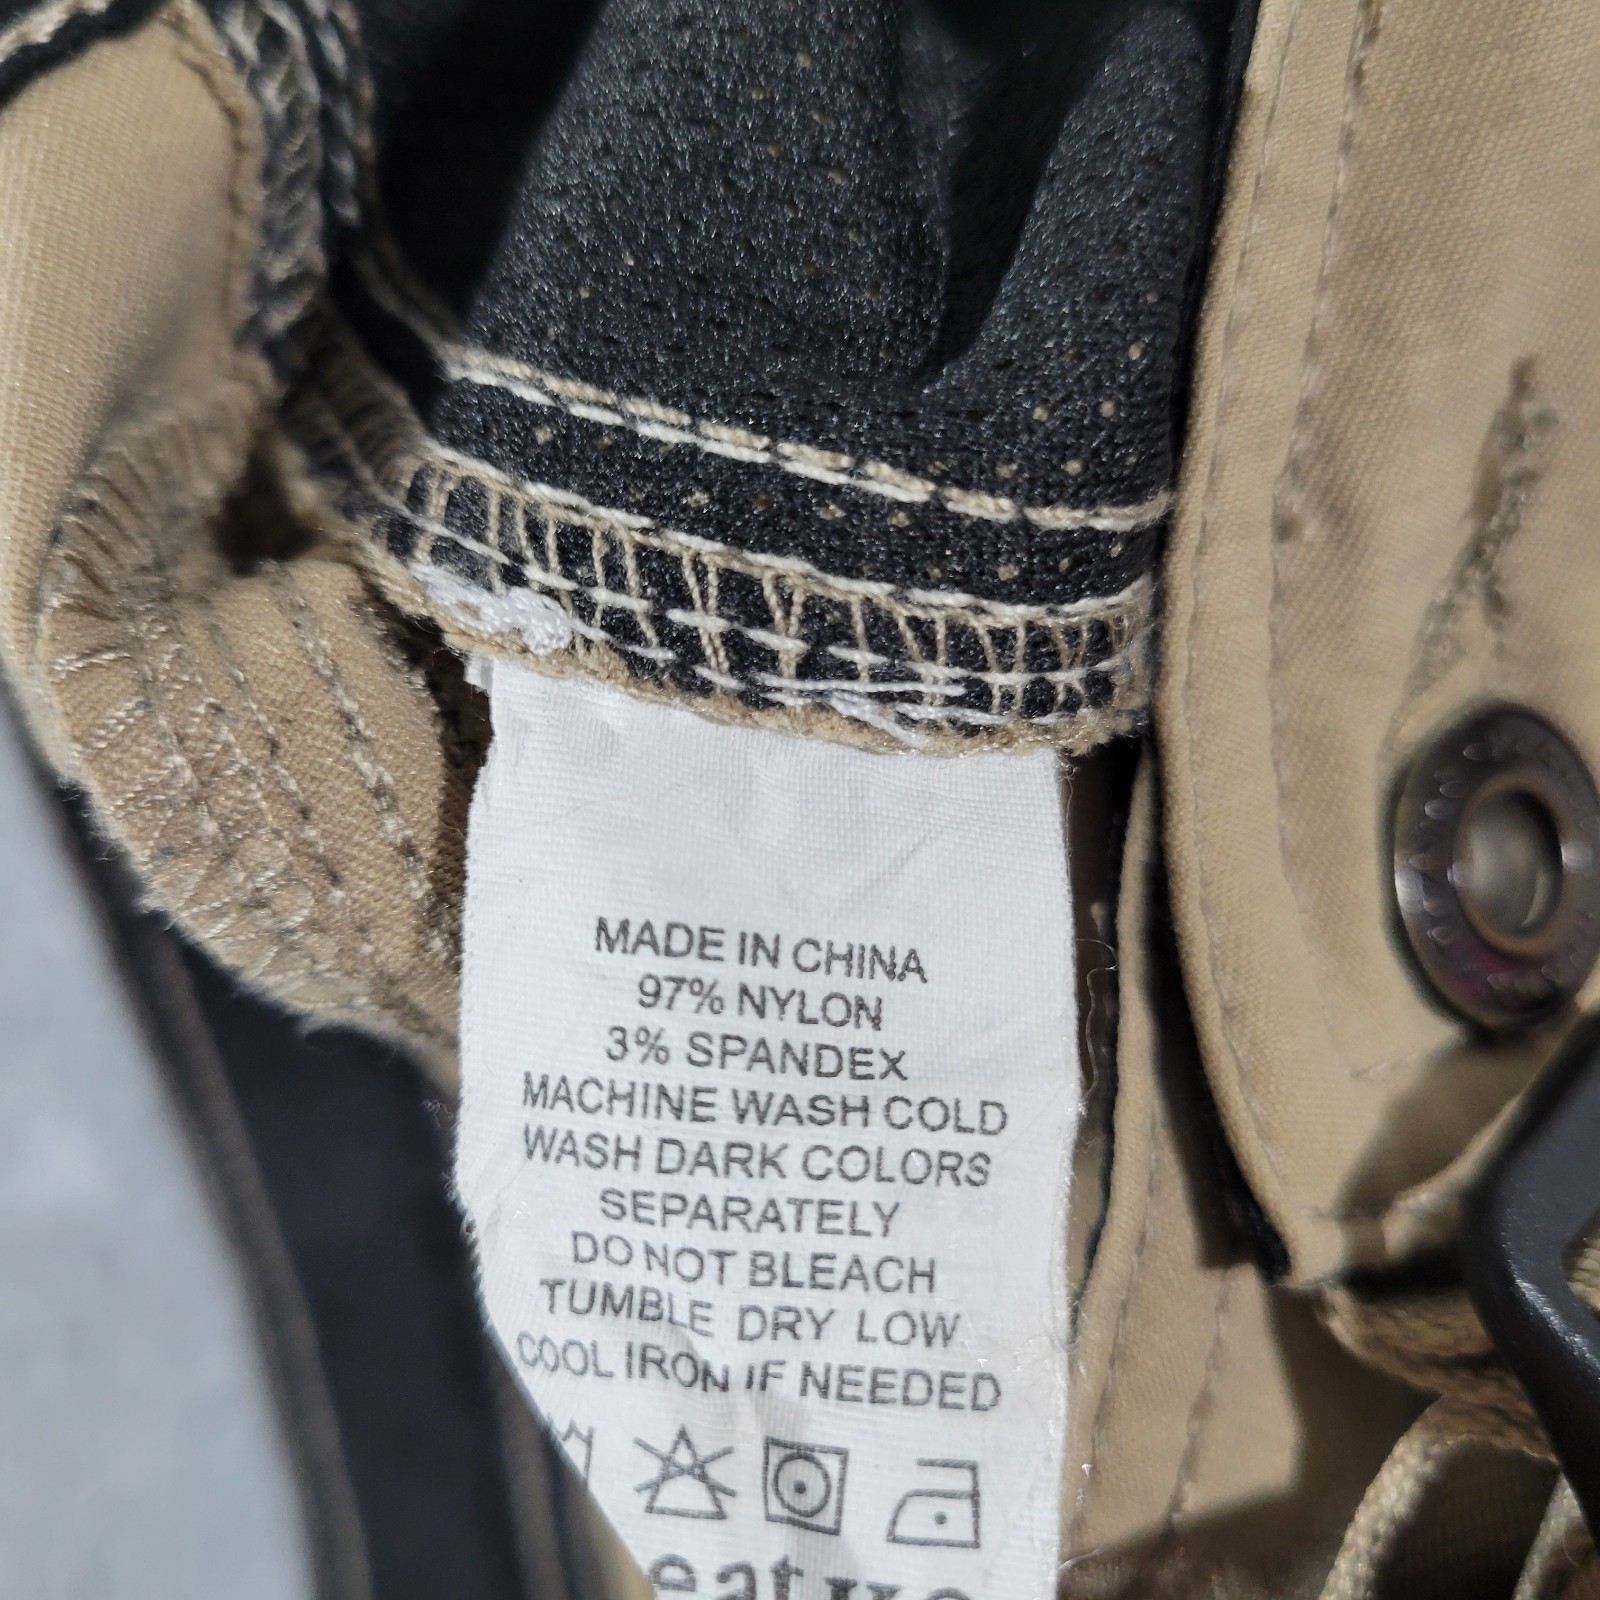 MADE IN CHINA
97% NYLON
3% SPANDEX
MACHINE WASH COLD
WASH DARK COLORS
SEPARATELY
DO NOT BLEACH
TUMBLE DRY LOW
COOL IRON IF NEEDED